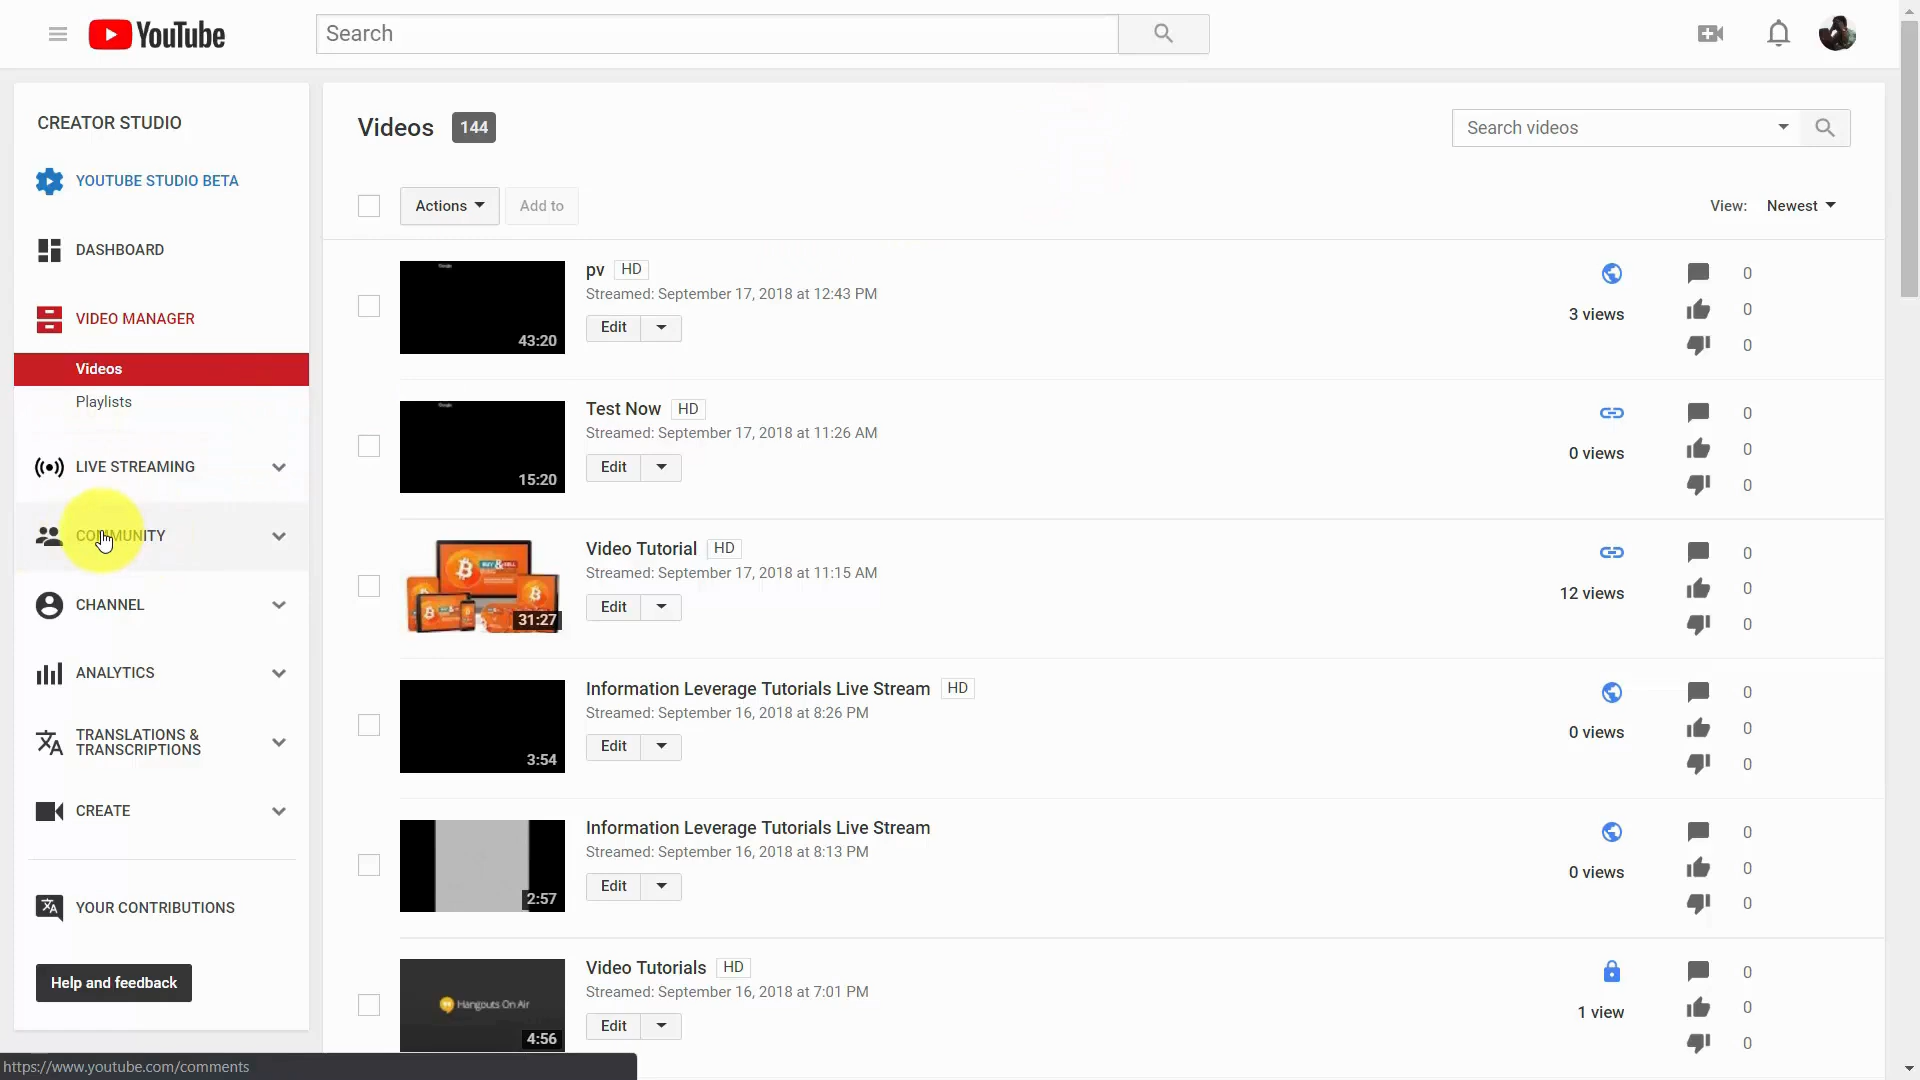 YouTube
Search
CREATOR STUDIO
YOUTUBE STUDIO BETA
DASHBOARD
VIDEO MANAGER
Videos
Playlists
LIVE STREAMING
COMMUNITY
CHANNEL
ANALYTICS
TRANSLATIONS &
TRANSCRIPTIONS
CREATE
YOUR CONTRIBUTIONS
Help and feedback
https://www.youtube.com/comments
Videos 144
Search videos
Actions Add to
View: Newest
43:20
pv HD
Streamed: September 17, 2018 at 12:43 PM
Edit
3 views
0
0
0
15:20
Test Now HD
Streamed: September 17, 2018 at 11:26 AM
Edit
0 views
0
0
0
BUY & SELL
31:27
Video Tutorial HD
Streamed: September 17, 2018 at 11:15 AM
Edit
12 views
0
0
0
3:54
Information Leverage Tutorials Live Stream HD
Streamed: September 16, 2018 at 8:26 PM
Edit
0 views
0
0
0
2:57
Information Leverage Tutorials Live Stream
Streamed: September 16, 2018 at 8:13 PM
Edit
0 views
0
0
0
Hangouts On Air
4:56
Video Tutorials HD
Streamed: September 16, 2018 at 7:01 PM
Edit
1 view
0
0
0